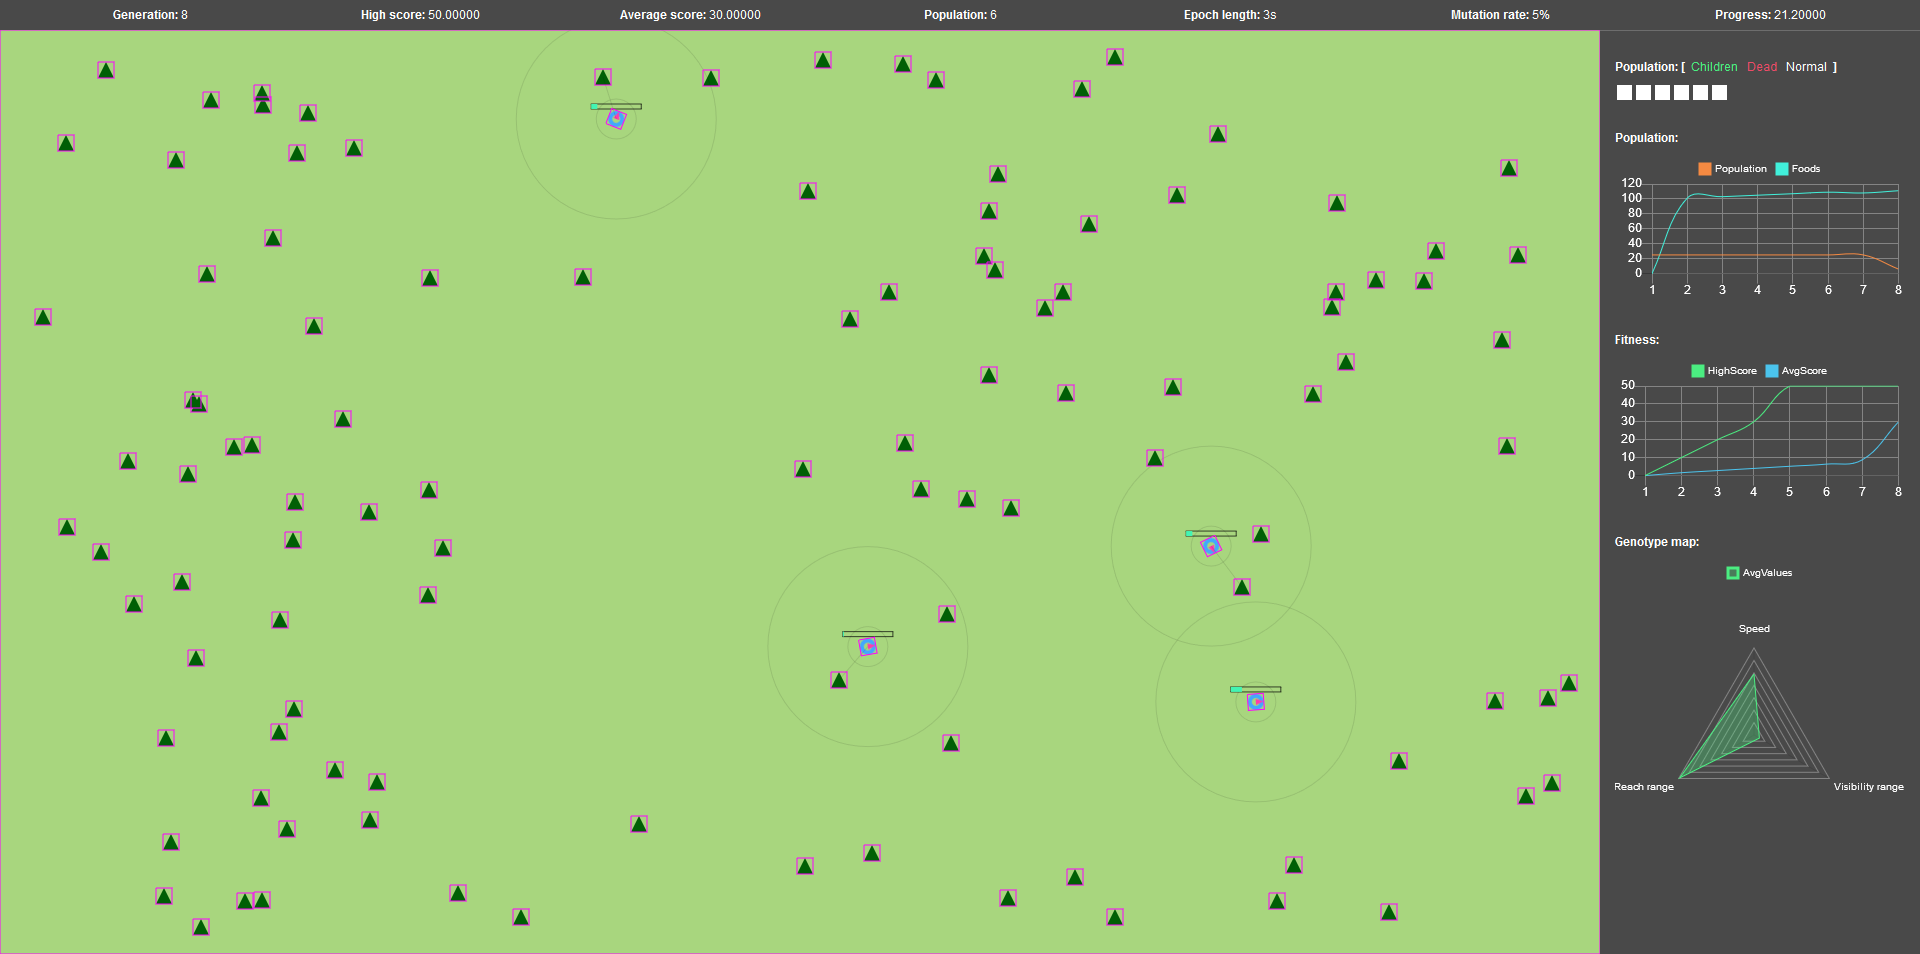 Generation: 8 High score: 50.00000 Average score: 30.00000 Population: 6 Epoch length: 3s Mutation rate: 5% Progress: 21.20000
Population: [ Children Dead Normal ]
Population:
Population Foods
120
100
80
60
40
20
0
1 2 3 4 5 6 7 8
Fitness:
HighScore AvgScore
50
40
30
20
10
0
1 2 3 4 5 6 7 8
Genotype map:
AvgValues
Speed
Reach range Visibility range